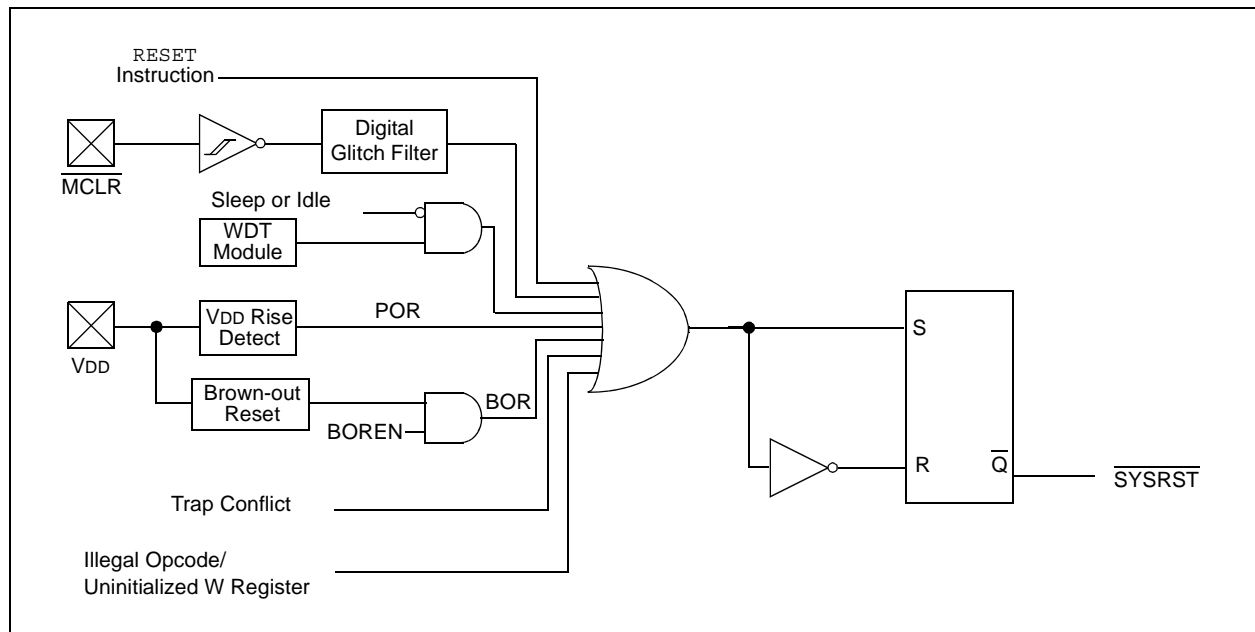 RESET
Instruction
Digital
Glitch Filter
MCLR
Sleep or Idle
WDT
Module
VDD Rise
Detect
POR
VDD
Brown-out
Reset
BOR
BOREN
Trap Conflict
Illegal Opcode/
Uninitialized W Register
S
R
Q
SYSRST